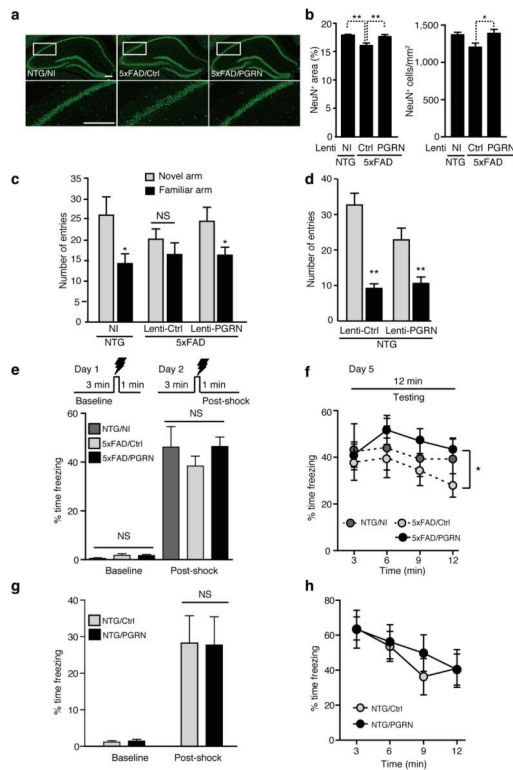 a
NTG/NI
5xFAD/Ctrl
5xFAD/PGRN
b
**
**
NeuN⁺ area (%)
20
15
10
5
0
Lenti
NI
Ctrl
PGRN
NTG
5xFAD
*
NeuN⁺ cells/mm²
1,500
1,000
500
0
NI
Ctrl
PGRN
NTG
5xFAD
c
Novel arm
Familiar arm
Number of entries
35
30
25
20
15
10
5
0
*
NS
*
NI
Lenti-Ctrl
Lenti-PGRN
NTG
5xFAD
d
Number of entries
40
30
20
10
0
**
**
Lenti-Ctrl
Lenti-PGRN
NTG
e
Day 1
Day 2
3 min
1 min
3 min
1 min
Baseline
Post-shock
% time freezing
60
40
20
0
NTG/NI
5xFAD/Ctrl
5xFAD/PGRN
NS
NS
Baseline
Post-shock
f
Day 5
12 min
Testing
% time freezing
60
40
20
0
*
NTG/NI
5xFAD/Ctrl
5xFAD/PGRN
3
6
9
12
Time (min)
g
% time freezing
40
30
20
10
0
NTG/Ctrl
NTG/PGRN
NS
Baseline
Post-shock
h
% time freezing
80
60
40
20
0
NTG/Ctrl
NTG/PGRN
3
6
9
12
Time (min)